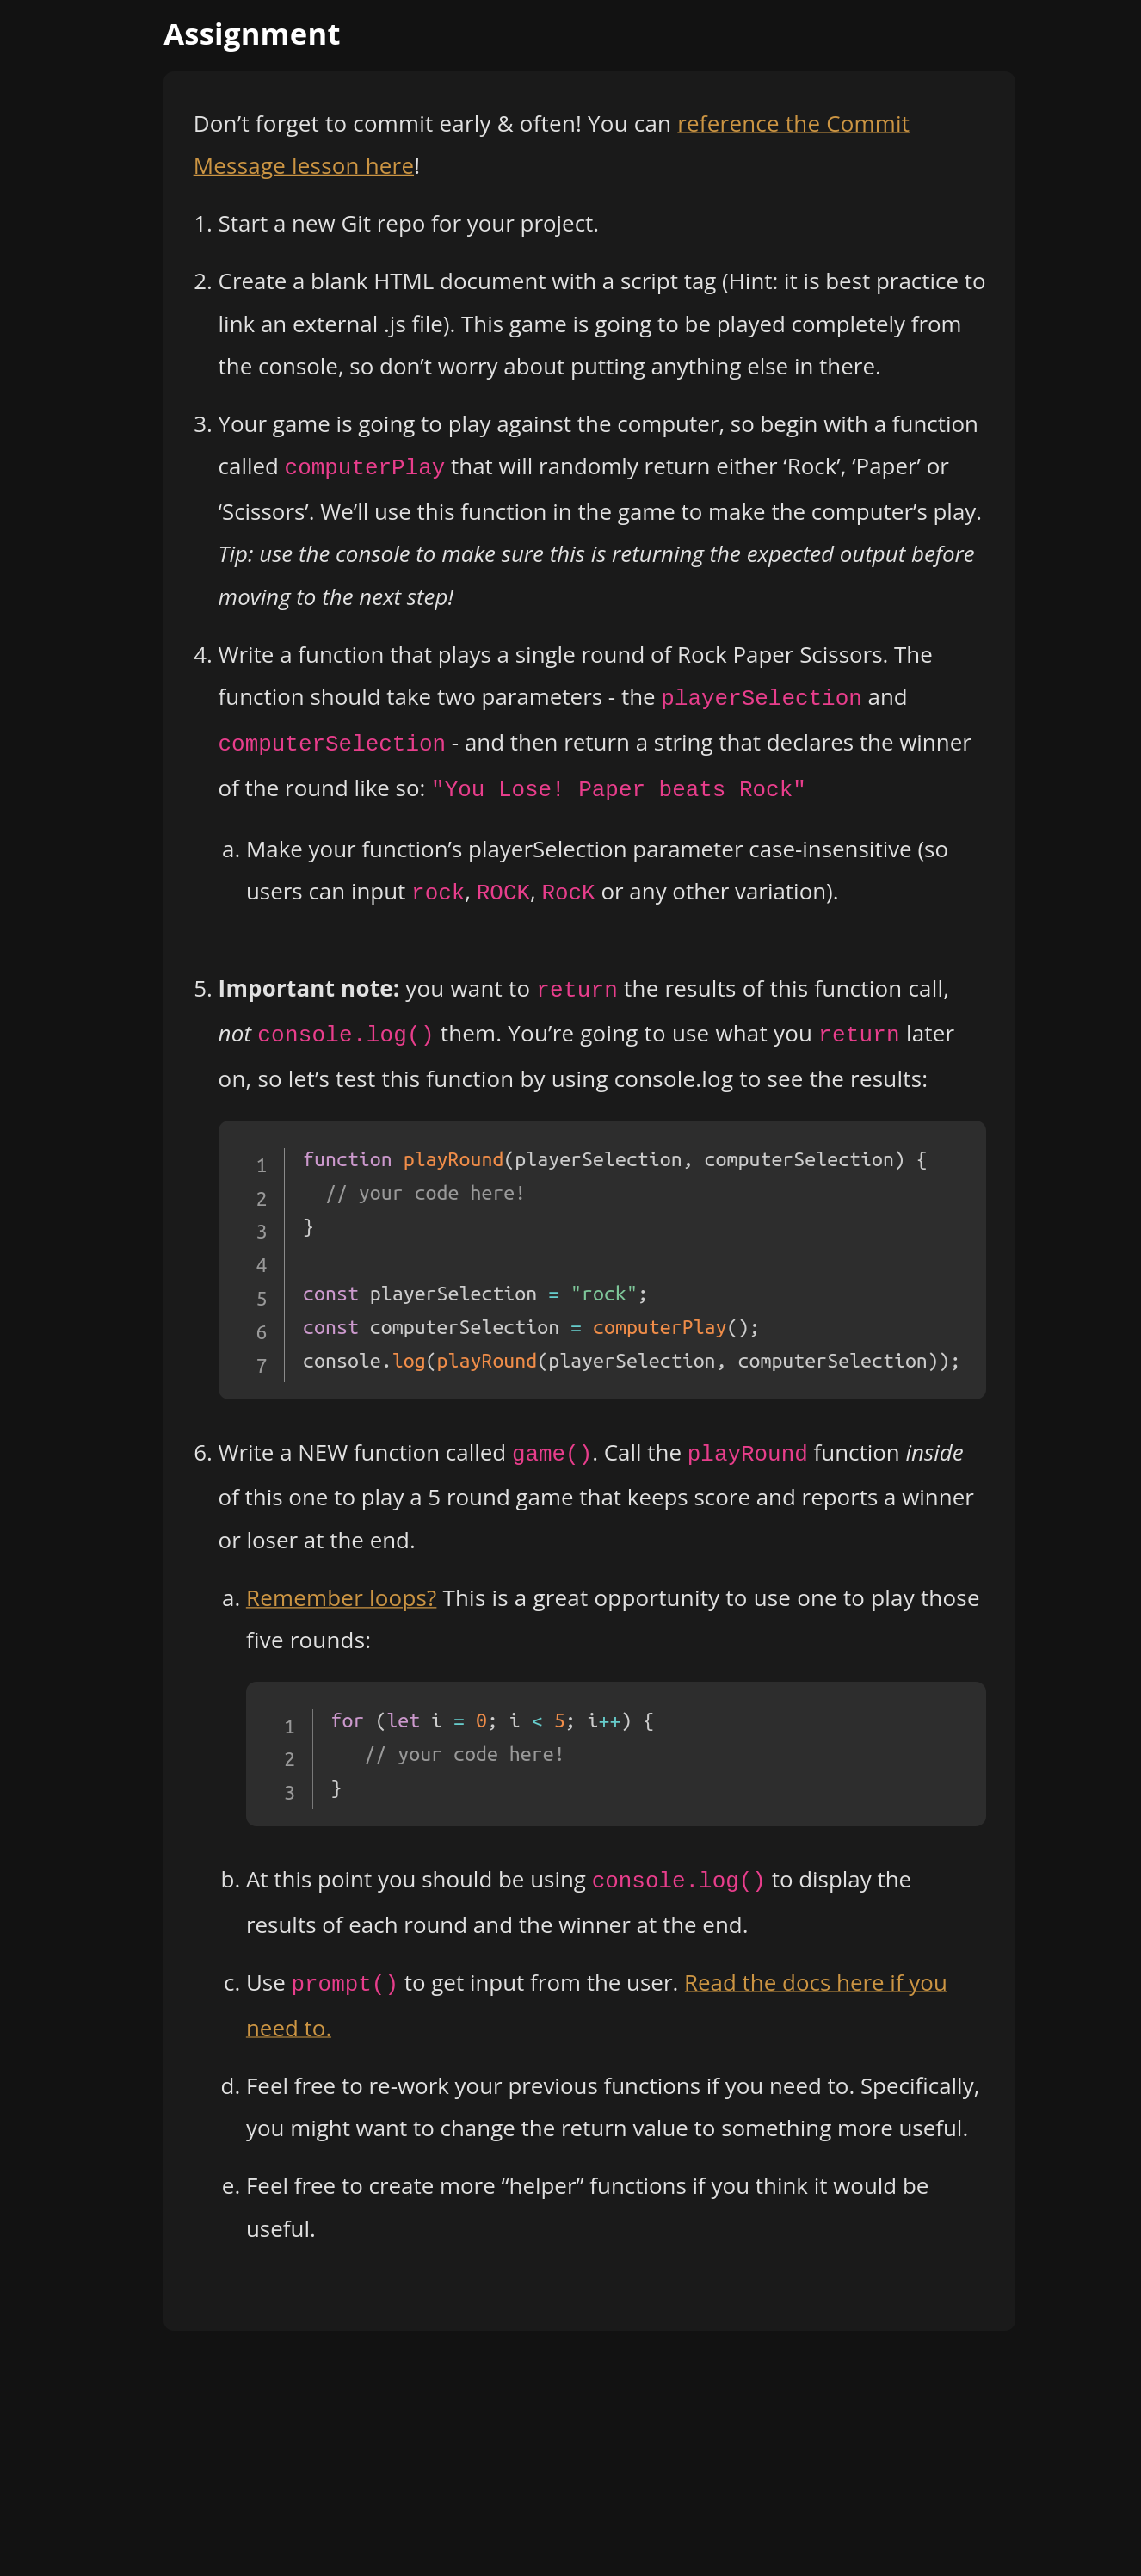 Assignment
Don’t forget to commit early & often! You can reference the Commit
Message lesson here!
1. Start a new Git repo for your project.
2. Create a blank HTML document with a script tag (Hint: it is best practice to
link an external .js file). This game is going to be played completely from
the console, so don’t worry about putting anything else in there.
3. Your game is going to play against the computer, so begin with a function
called computerPlay that will randomly return either ‘Rock’, ‘Paper’ or
‘Scissors’. We’ll use this function in the game to make the computer’s play.
Tip: use the console to make sure this is returning the expected output before
moving to the next step!
4. Write a function that plays a single round of Rock Paper Scissors. The
function should take two parameters - the playerSelection and
computerSelection - and then return a string that declares the winner
of the round like so: "You Lose! Paper beats Rock"
a. Make your function’s playerSelection parameter case-insensitive (so
users can input rock, ROCK, RocK or any other variation).
5. Important note: you want to return the results of this function call,
not console.log() them. You’re going to use what you return later
on, so let’s test this function by using console.log to see the results:
1 function playRound(playerSelection, computerSelection) {
2 // your code here!
3 }
4
5 const playerSelection = "rock";
6 const computerSelection = computerPlay();
7 console.log(playRound(playerSelection, computerSelection));
6. Write a NEW function called game(). Call the playRound function inside
of this one to play a 5 round game that keeps score and reports a winner
or loser at the end.
a. Remember loops? This is a great opportunity to use one to play those
five rounds:
1 for (let i = 0; i < 5; i++) {
2 // your code here!
3 }
b. At this point you should be using console.log() to display the
results of each round and the winner at the end.
c. Use prompt() to get input from the user. Read the docs here if you
need to.
d. Feel free to re-work your previous functions if you need to. Specifically,
you might want to change the return value to something more useful.
e. Feel free to create more “helper” functions if you think it would be
useful.